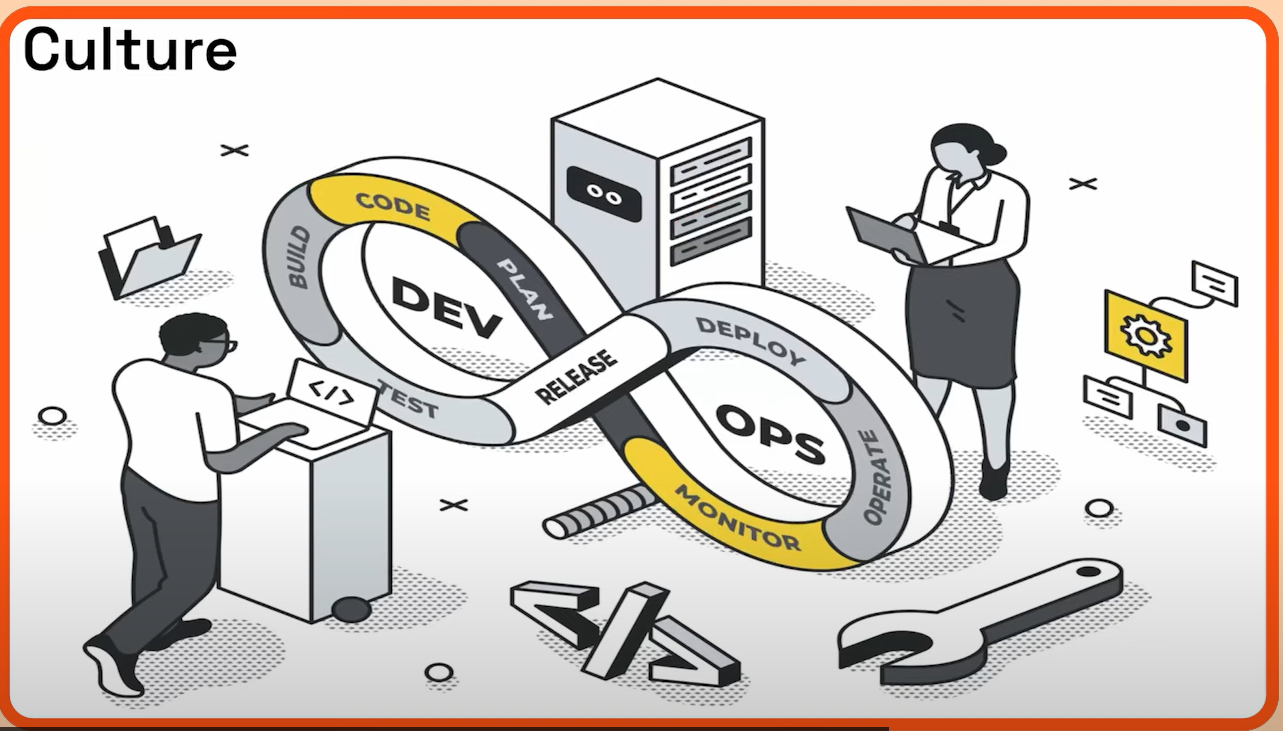 Culture
CODE
PLAN
BUILD
DEV
TEST
</>
RELEASE
DEPLOY
OPS
OPERATE
MONITOR
</>